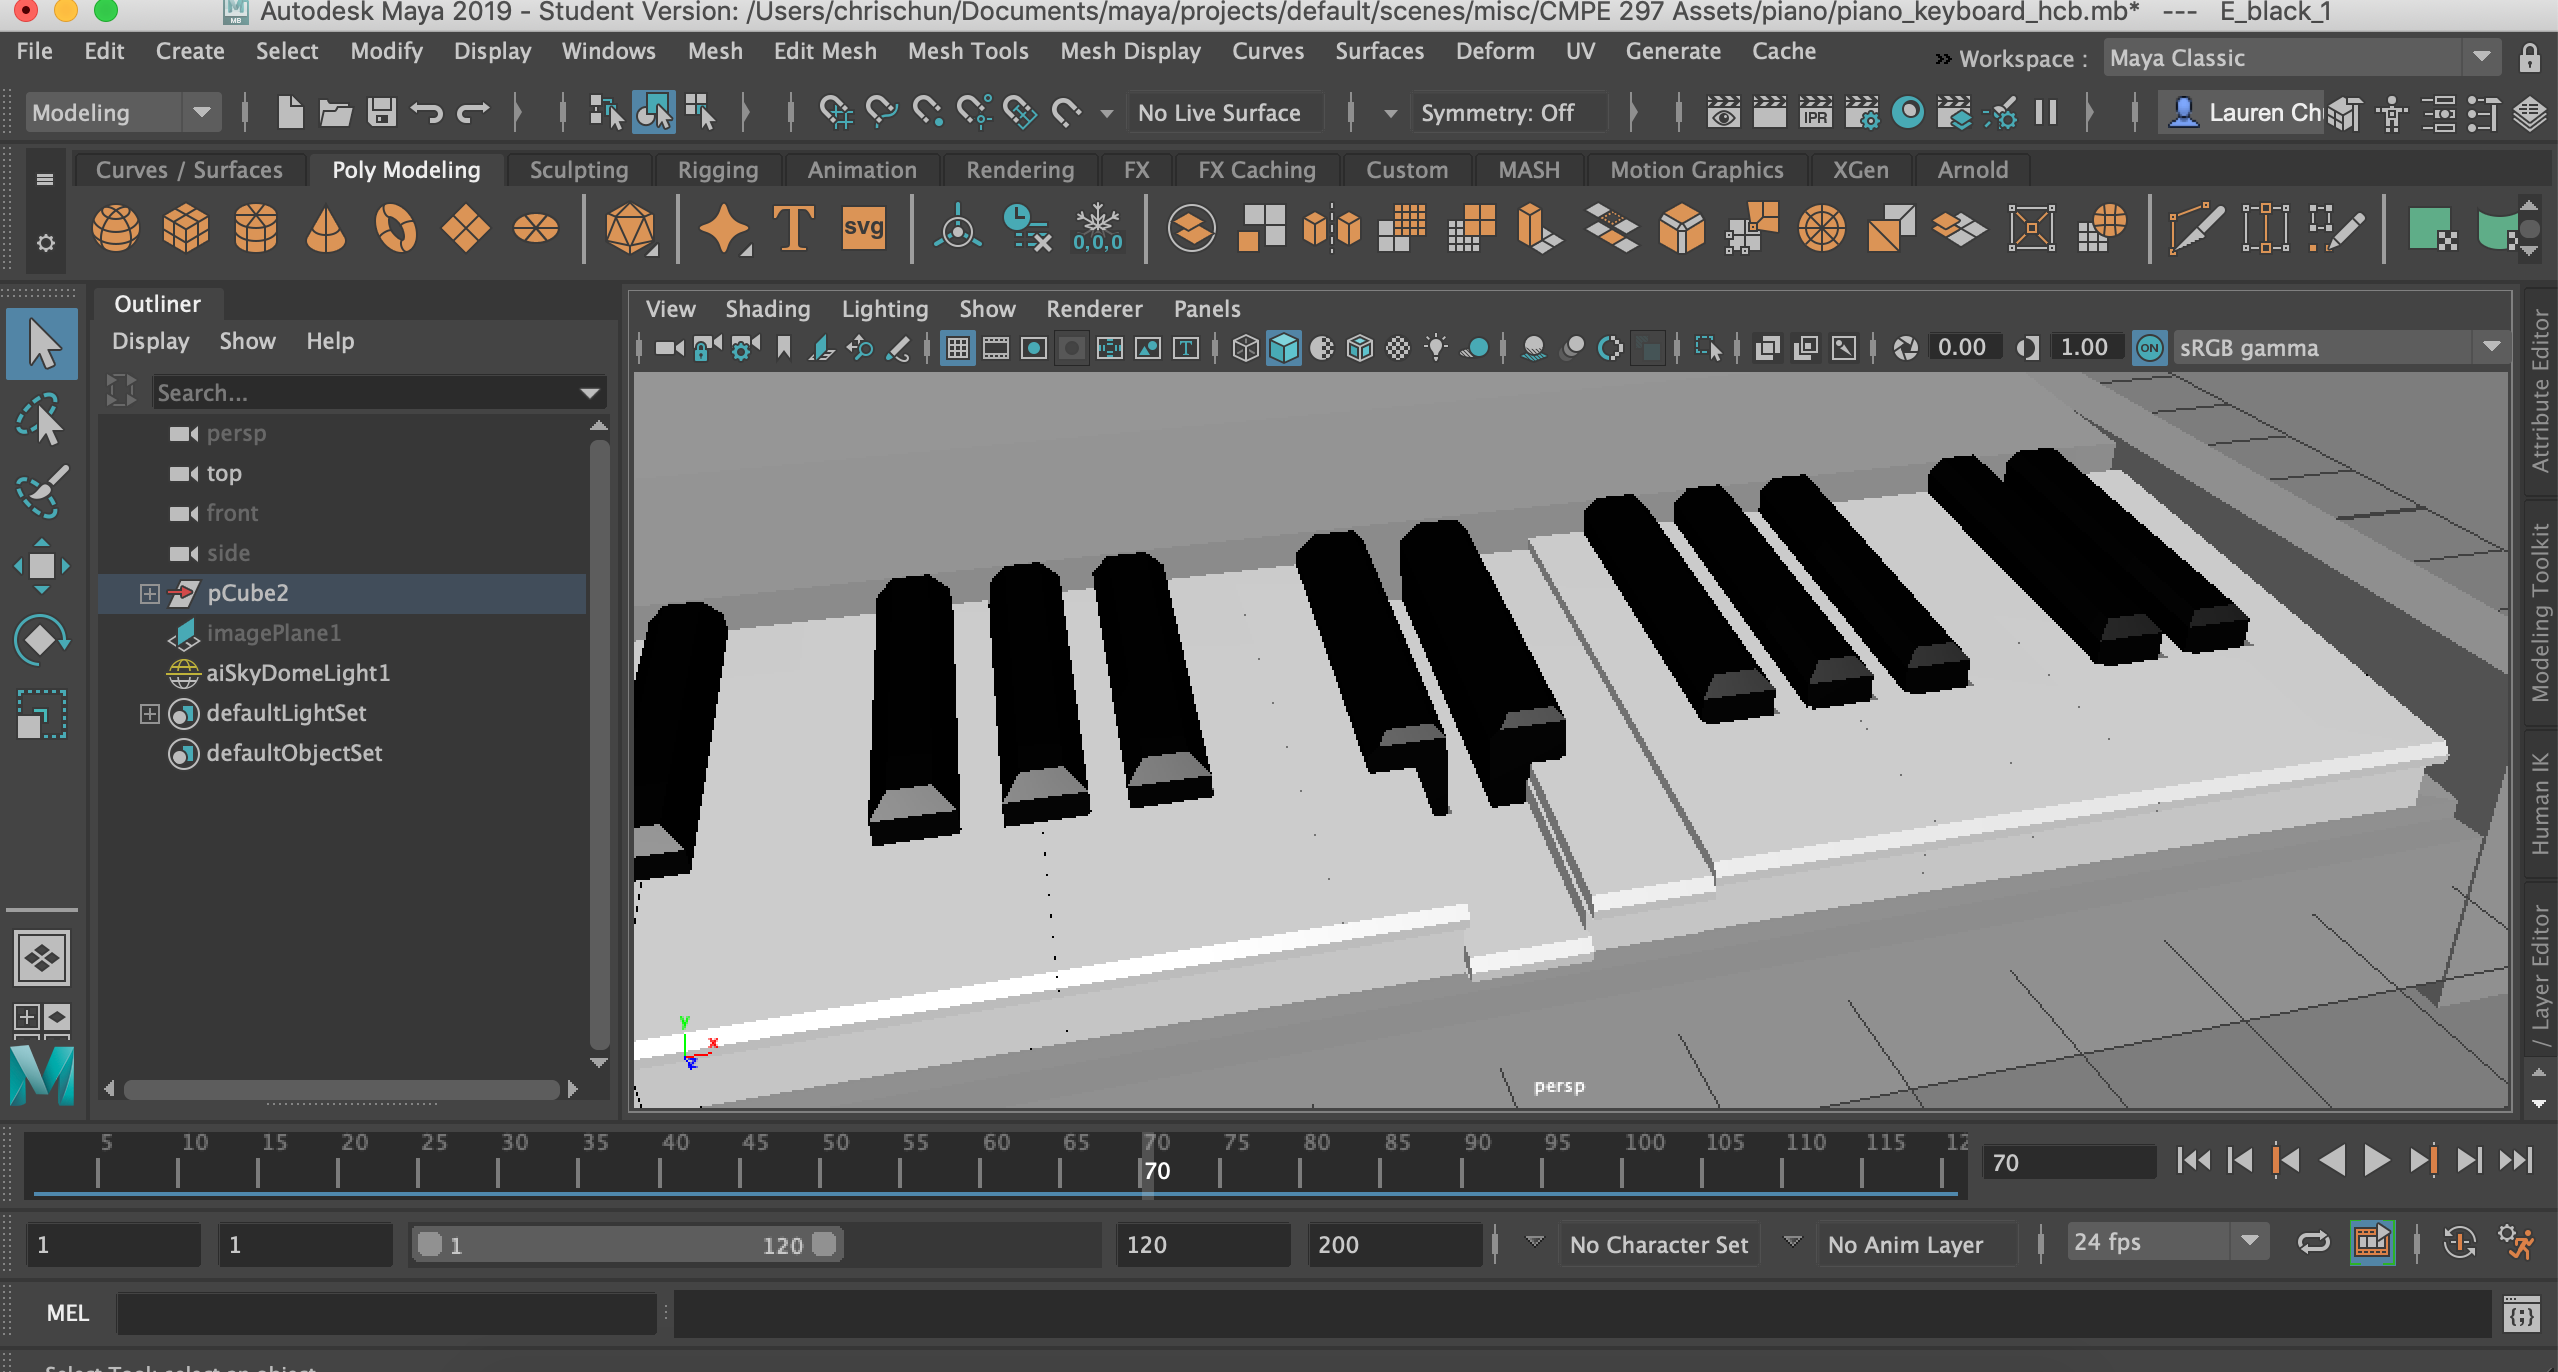 Autodesk Maya 2019 - Student Version: /Users/chrischun/Documents/maya/projects/default/scenes/misc/CMPE 297 Assets/piano/piano_keyboard_hcb.mb* --- E_black_1
File Edit Create Select Modify Display Windows Mesh Edit Mesh Mesh Tools Mesh Display Curves Surfaces Deform UV Generate Cache
Workspace : Maya Classic
Modeling No Live Surface Symmetry: Off IPR Lauren Ch
Curves / Surfaces Poly Modeling Sculpting Rigging Animation Rendering FX FX Caching Custom MASH Motion Graphics XGen Arnold
T svg 0,0,0
Outliner
Display Show Help
Search...
persp
top
front
side
pCube2
imagePlane1
aiSkyDomeLight1
defaultLightSet
defaultObjectSet
View Shading Lighting Show Renderer Panels
0.00 1.00 ON sRGB gamma
y
x
z
persp
Attribute Editor
Modeling Toolkit
Human IK
/ Layer Editor
M
5 10 15 20 25 30 35 40 45 50 55 60 65 70 75 80 85 90 95 100 105 110 115 12
70
70
1 1 1 120 120 200 No Character Set No Anim Layer 24 fps
MEL
Select Tool: select an object